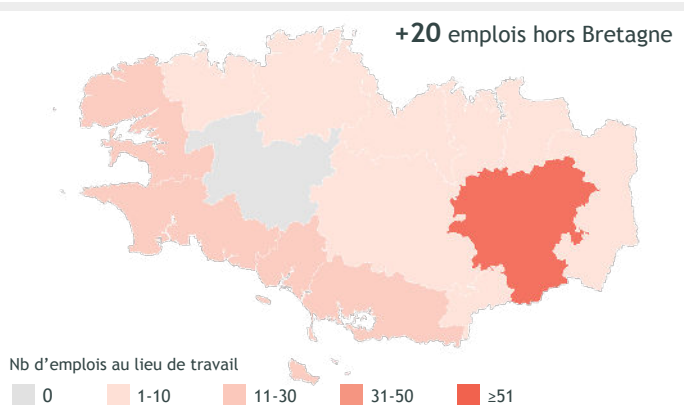 +20 emplois hors Bretagne
Nb d'emplois au lieu de travail
0 1-10 11-30 31-50 ≥51